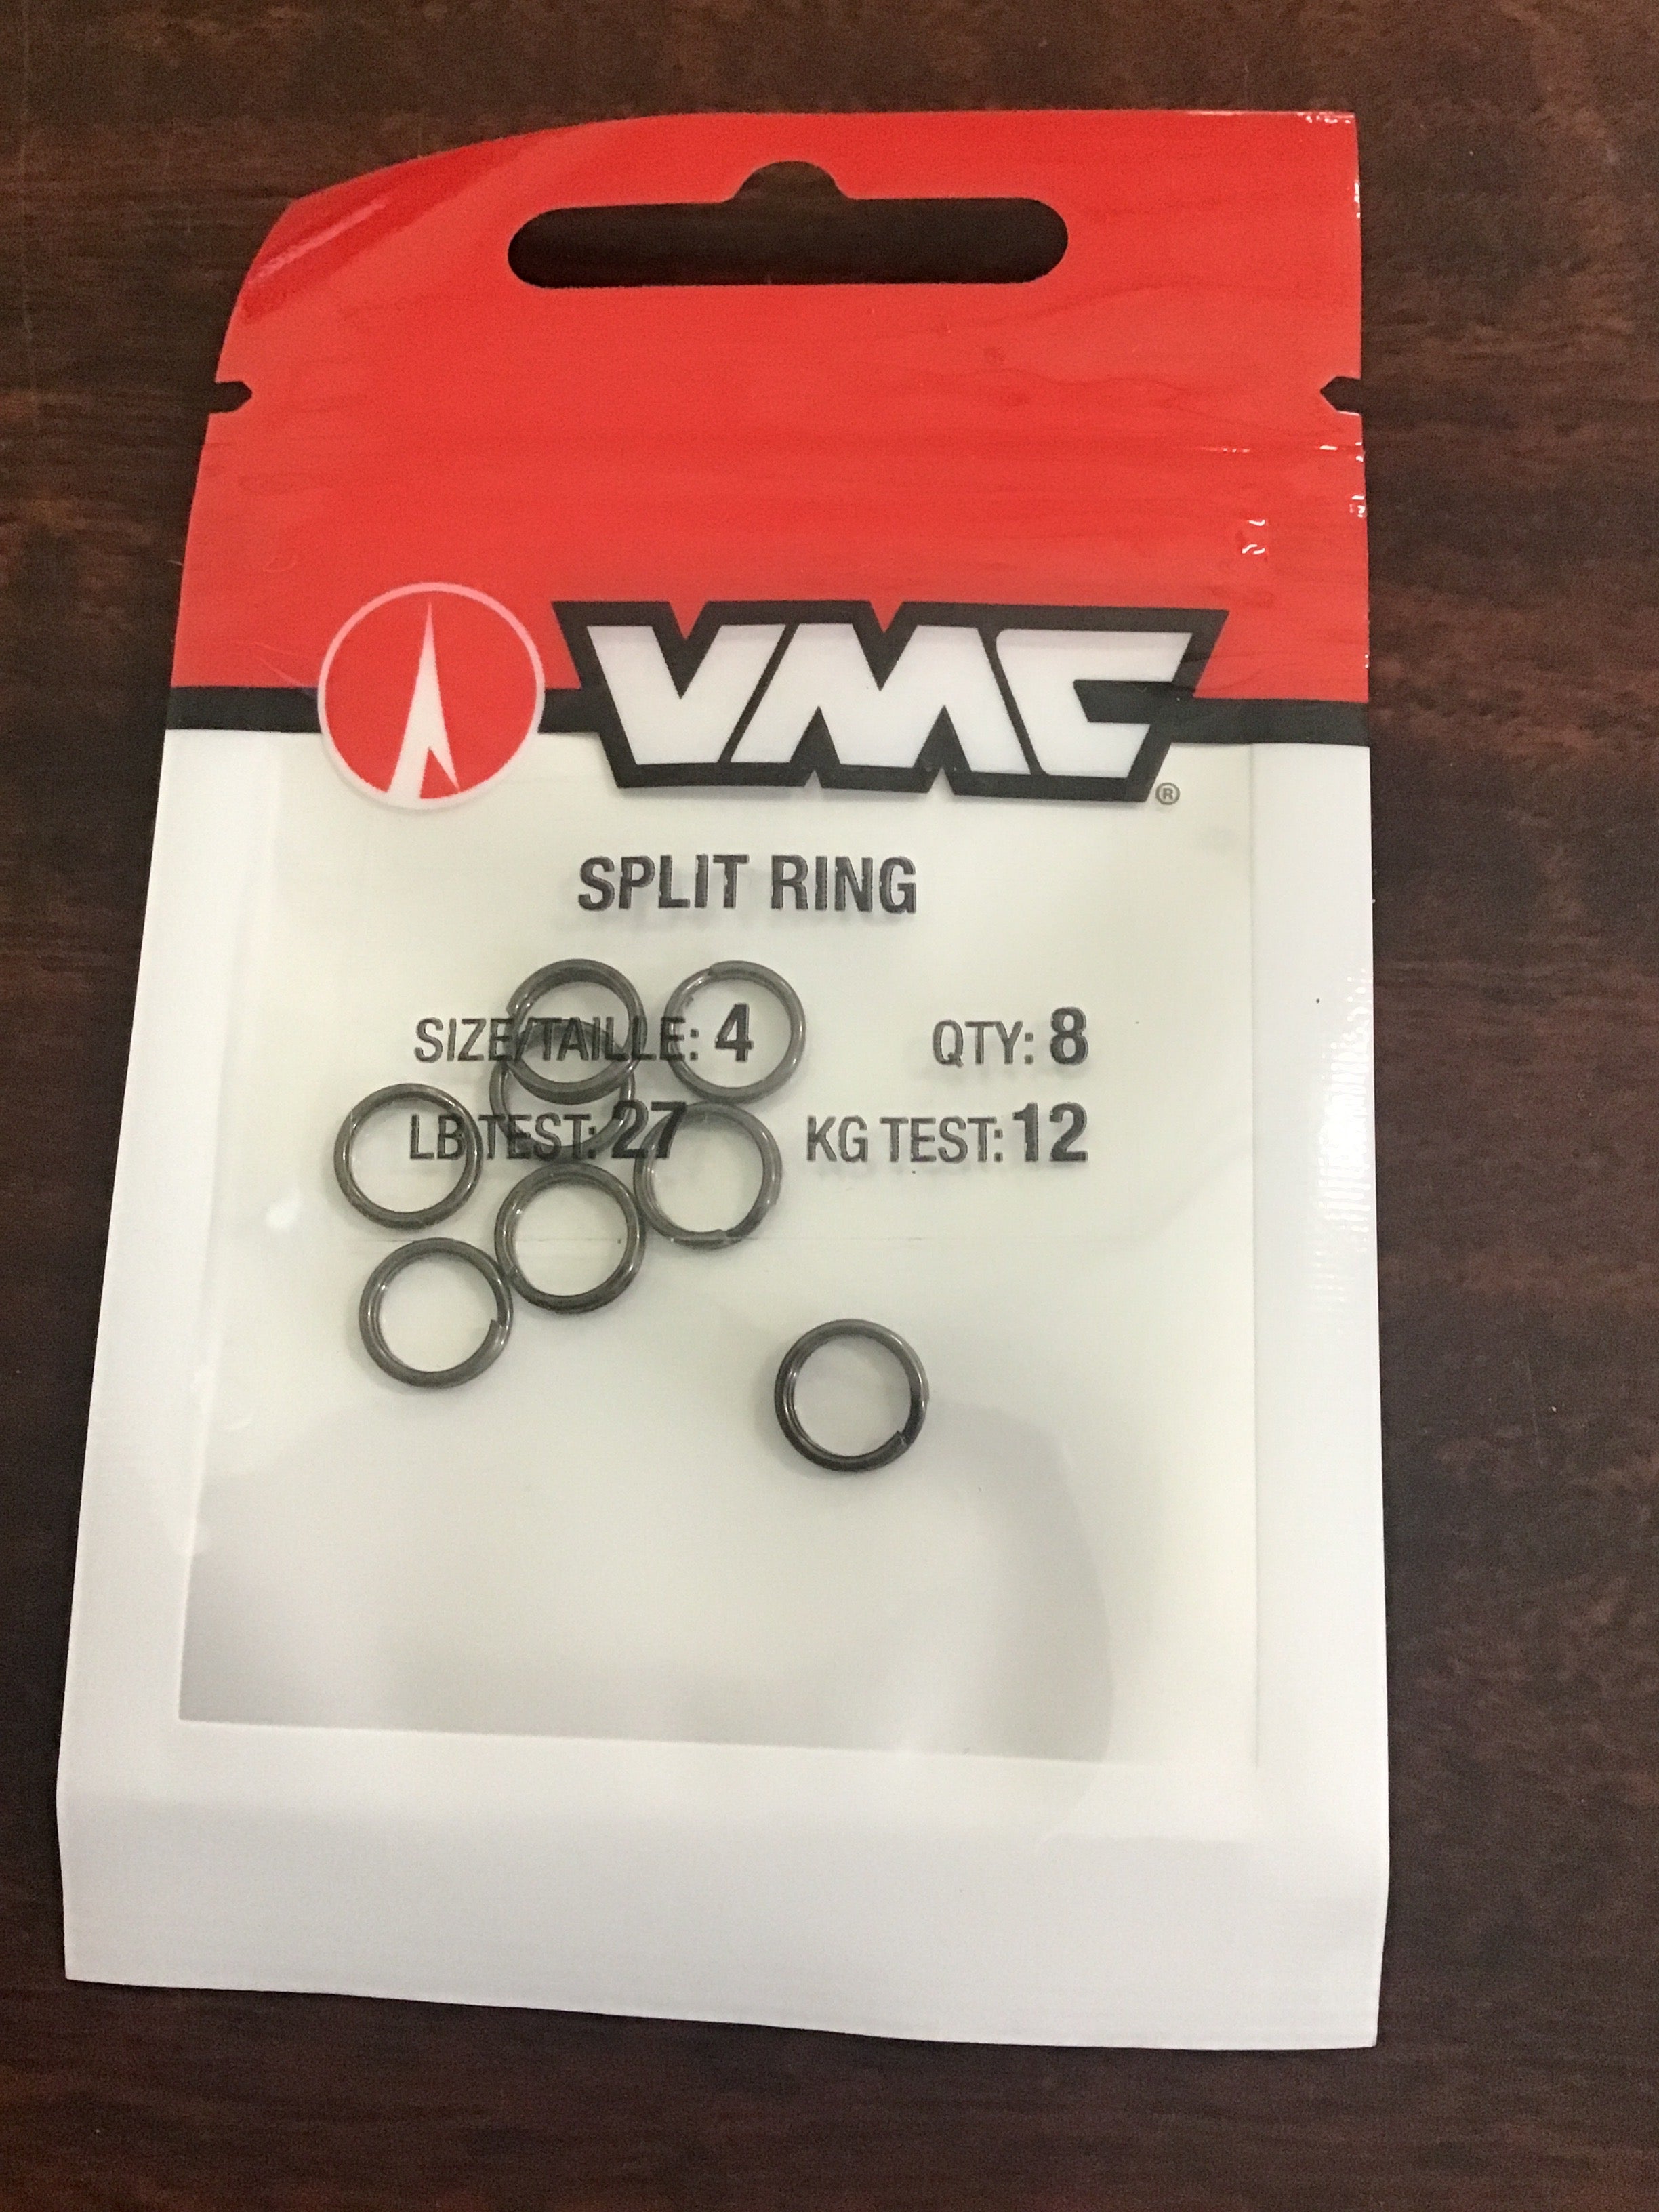 VMC®
SPLIT RING
SIZE/TAILLE: 4 QTY: 8
LB TEST: 27 KG TEST: 12